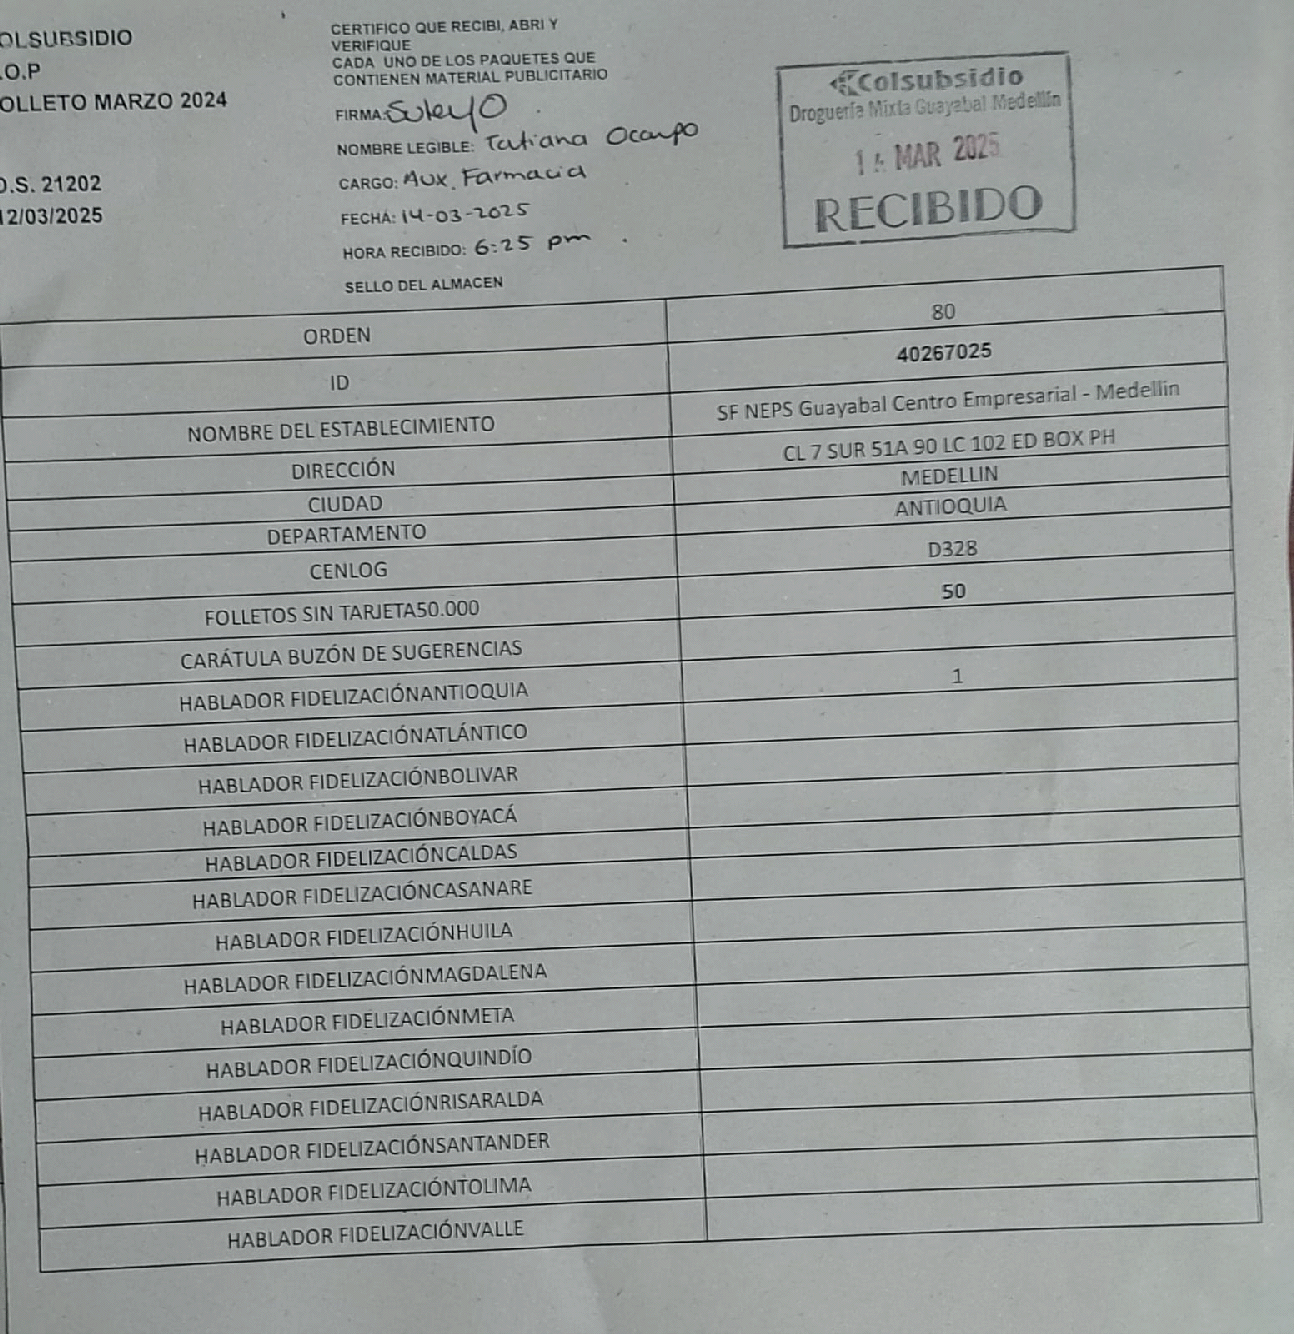 OLSUBSIDIO
.O.P
OLLETO MARZO 2024
O.S. 21202
12/03/2025
CERTIFICO QUE RECIBI, ABRI Y
VERIFIQUE
CADA UNO DE LOS PAQUETES QUE
CONTIENEN MATERIAL PUBLICITARIO
FIRMA:
NOMBRE LEGIBLE: Tatiana Ocampo
CARGO: Aux. Farmacia
FECHA: 14-03-2025
HORA RECIBIDO: 6:25 pm
SELLO DEL ALMACEN
Colsubsidio
Droguería Mixta Guayabal Medellín
14 MAR 2025
RECIBIDO
ORDEN 80
ID 40267025
NOMBRE DEL ESTABLECIMIENTO SF NEPS Guayabal Centro Empresarial - Medellin
DIRECCIÓN CL 7 SUR 51A 90 LC 102 ED BOX PH
CIUDAD MEDELLIN
DEPARTAMENTO ANTIOQUIA
CENLOG D328
FOLLETOS SIN TARJETA50.000 50
CARÁTULA BUZÓN DE SUGERENCIAS
HABLADOR FIDELIZACIÓNANTIOQUIA 1
HABLADOR FIDELIZACIÓNATLÁNTICO
HABLADOR FIDELIZACIÓNBOLIVAR
HABLADOR FIDELIZACIÓNBOYACÁ
HABLADOR FIDELIZACIÓNCALDAS
HABLADOR FIDELIZACIÓNCASANARE
HABLADOR FIDELIZACIÓNHUILA
HABLADOR FIDELIZACIÓNMAGDALENA
HABLADOR FIDELIZACIÓNMETA
HABLADOR FIDELIZACIÓNQUINDÍO
HABLADOR FIDELIZACIÓNRISARALDA
HABLADOR FIDELIZACIÓNSANTANDER
HABLADOR FIDELIZACIÓNTOLIMA
HABLADOR FIDELIZACIÓNVALLE